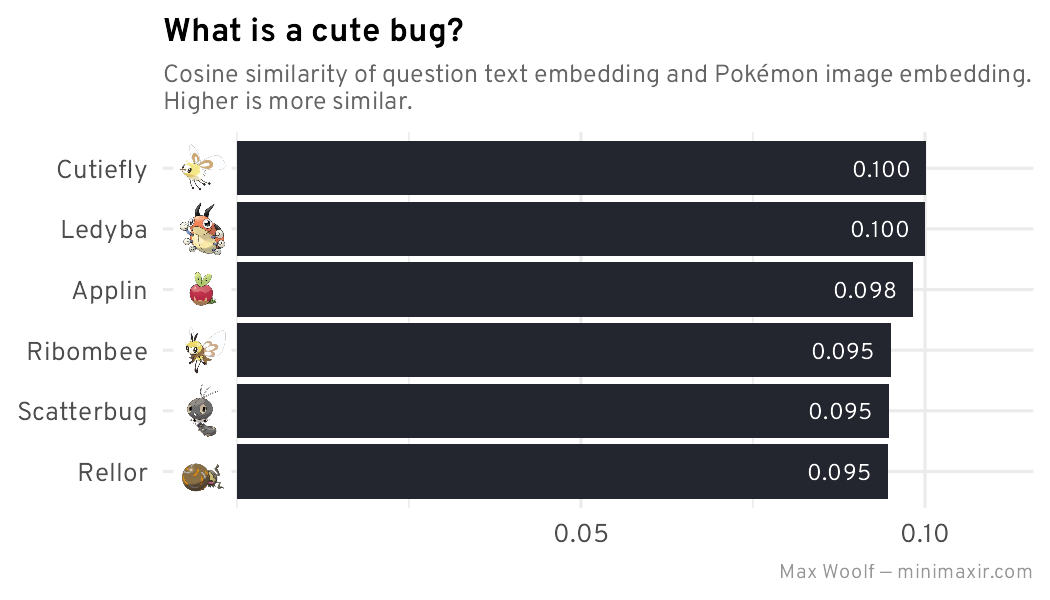 What is a cute bug?
Cosine similarity of question text embedding and Pokémon image embedding.
Higher is more similar.
Cutiefly 0.100
Ledyba 0.100
Applin 0.098
Ribombee 0.095
Scatterbug 0.095
Rellor 0.095
0.05 0.10
Max Woolf — minimaxir.com